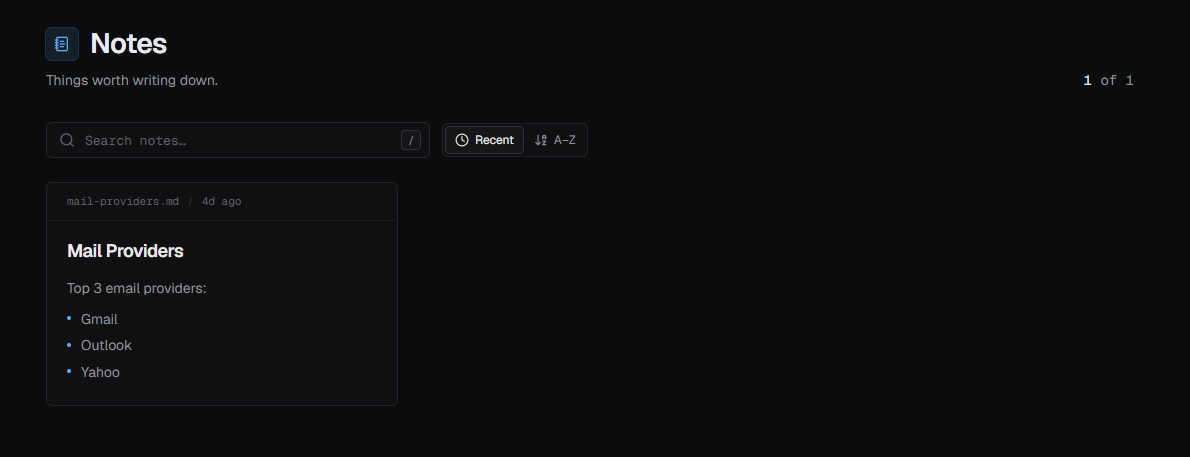 Notes
Things worth writing down.
1 of 1
Search notes…
/
Recent
A–Z
mail-providers.md / 4d ago
Mail Providers
Top 3 email providers:
Gmail
Outlook
Yahoo